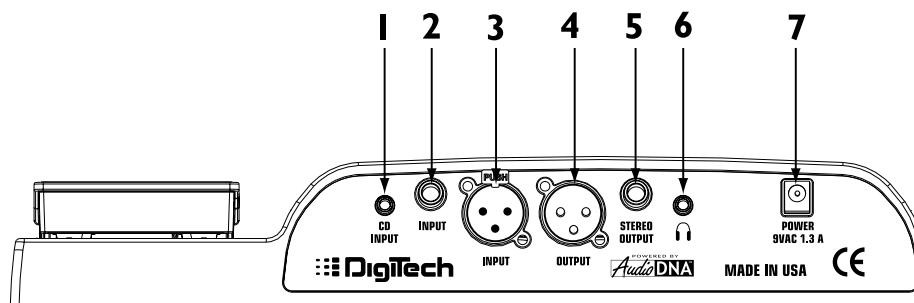 1 2 3 4 5 6 7
PUSH
CD
INPUT
INPUT
INPUT
OUTPUT
STEREO
OUTPUT
POWER
9VAC 1.3 A
DigiTech
POWERED BY
AudioDNA
MADE IN USA
CE